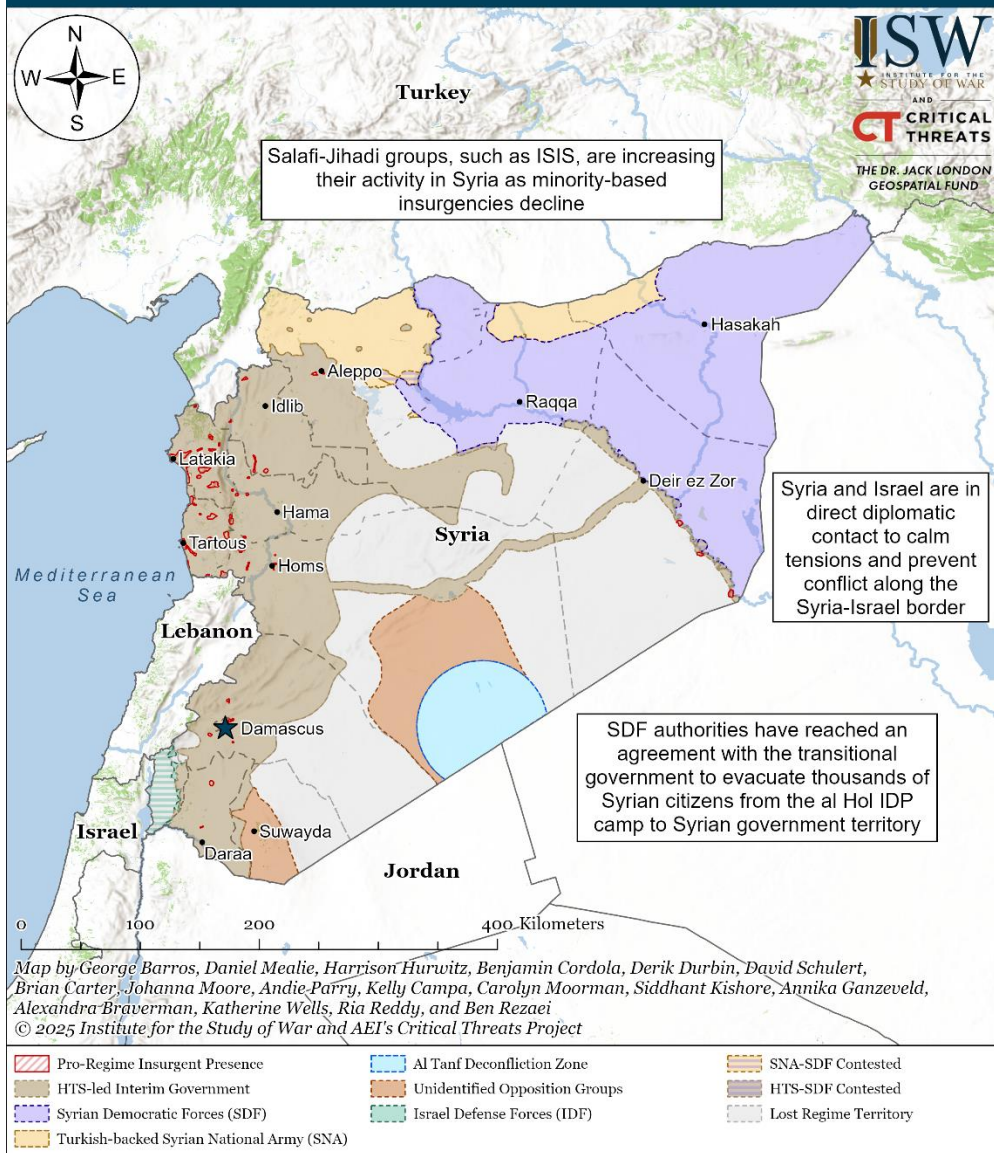 N
W E
S
ISW
INSTITUTE FOR THE
STUDY OF WAR
AND
CT CRITICAL
THREATS
THE DR. JACK LONDON
GEOSPATIAL FUND
Turkey
Salafi-Jihadi groups, such as ISIS, are increasing
their activity in Syria as minority-based
insurgencies decline
Hasakah
Aleppo
Idlib
Raqqa
Latakia
Deir ez Zor
Hama
Syria
Tartous
Homs
Mediterranean
Sea
Syria and Israel are in
direct diplomatic
contact to calm
tensions and prevent
conflict along the
Syria-Israel border
Lebanon
Damascus
SDF authorities have reached an
agreement with the transitional
government to evacuate thousands of
Syrian citizens from the al Hol IDP
camp to Syrian government territory
Israel
Suwayda
Daraa
Jordan
0 100 200 400 Kilometers
Map by George Barros, Daniel Mealie, Harrison Hurwitz, Benjamin Cordola, Derik Durbin, David Schulert,
Brian Carter, Johanna Moore, Andie Parry, Kelly Campa, Carolyn Moorman, Siddhant Kishore, Annika Ganzeveld,
Alexandra Braverman, Katherine Wells, Ria Reddy, and Ben Rezaei
© 2025 Institute for the Study of War and AEI's Critical Threats Project
Pro-Regime Insurgent Presence
HTS-led Interim Government
Syrian Democratic Forces (SDF)
Turkish-backed Syrian National Army (SNA)
Al Tanf Deconfliction Zone
Unidentified Opposition Groups
Israel Defense Forces (IDF)
SNA-SDF Contested
HTS-SDF Contested
Lost Regime Territory